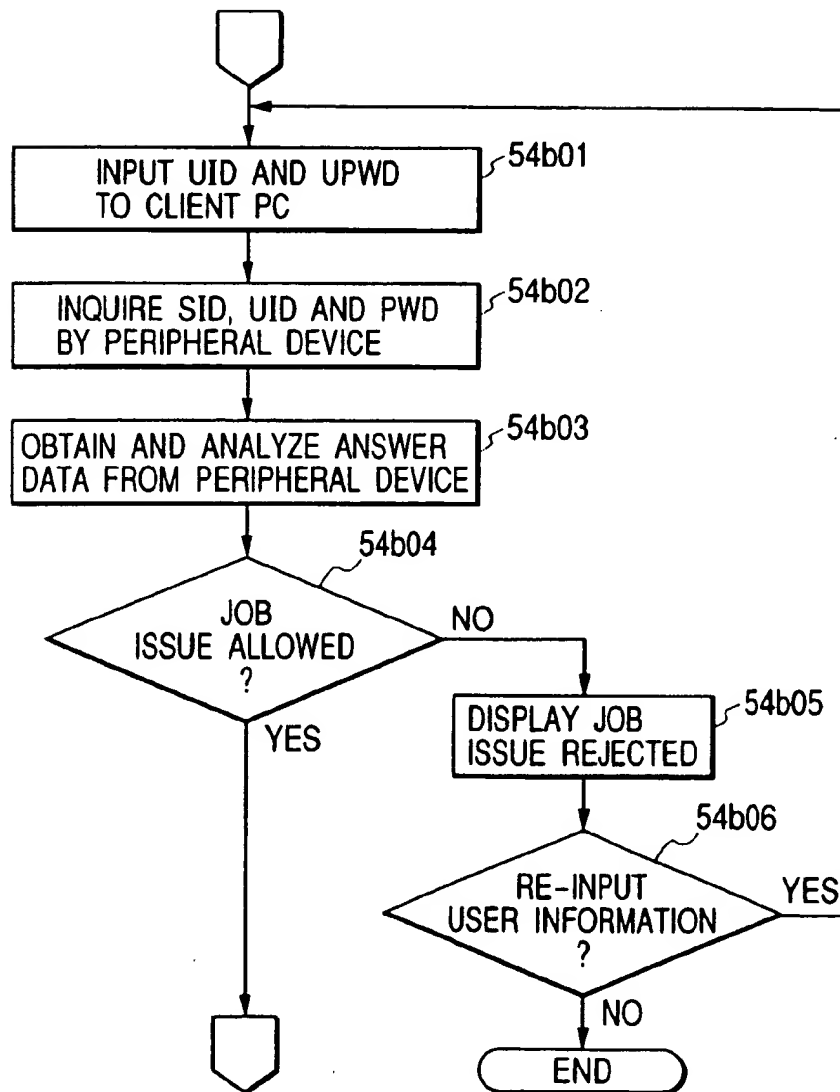 54b01
INPUT UID AND UPWD
TO CLIENT PC
54b02
INQUIRE SID, UID AND PWD
BY PERIPHERAL DEVICE
54b03
OBTAIN AND ANALYZE ANSWER
DATA FROM PERIPHERAL DEVICE
54b04
JOB
ISSUE ALLOWED
?
NO
YES
54b05
DISPLAY JOB
ISSUE REJECTED
54b06
RE-INPUT
USER INFORMATION
?
YES
NO
END